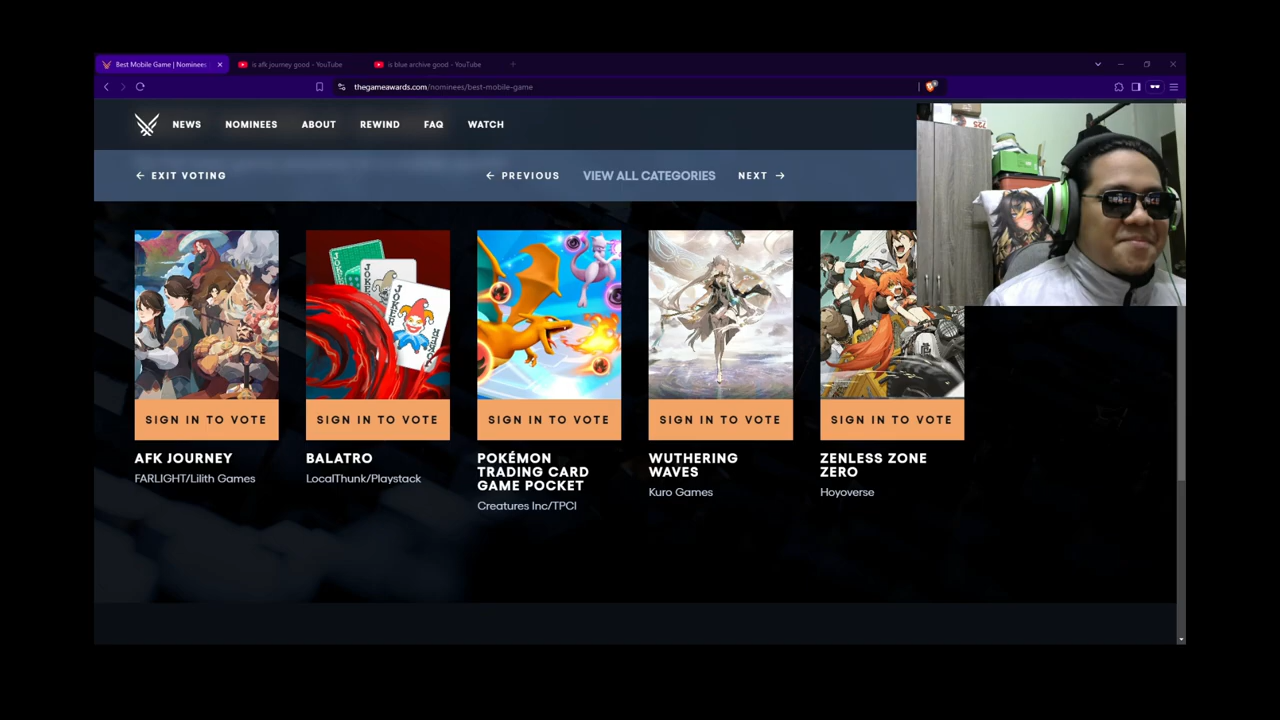 Best Mobile Game | Nominees
is afk journey good - YouTube
is blue archive good - YouTube
thegameawards.com/nominees/best-mobile-game
NEWS
NOMINEES
ABOUT
REWIND
FAQ
WATCH
EXIT VOTING
PREVIOUS
VIEW ALL CATEGORIES
NEXT
JOKER
JOKER
JOKER
SIGN IN TO VOTE
SIGN IN TO VOTE
SIGN IN TO VOTE
SIGN IN TO VOTE
SIGN IN TO VOTE
AFK JOURNEY
FARLIGHT/Lilith Games
BALATRO
LocalThunk/Playstack
POKÉMON
TRADING CARD
GAME POCKET
Creatures Inc/TPCI
WUTHERING
WAVES
Kuro Games
ZENLESS ZONE
ZERO
Hoyoverse